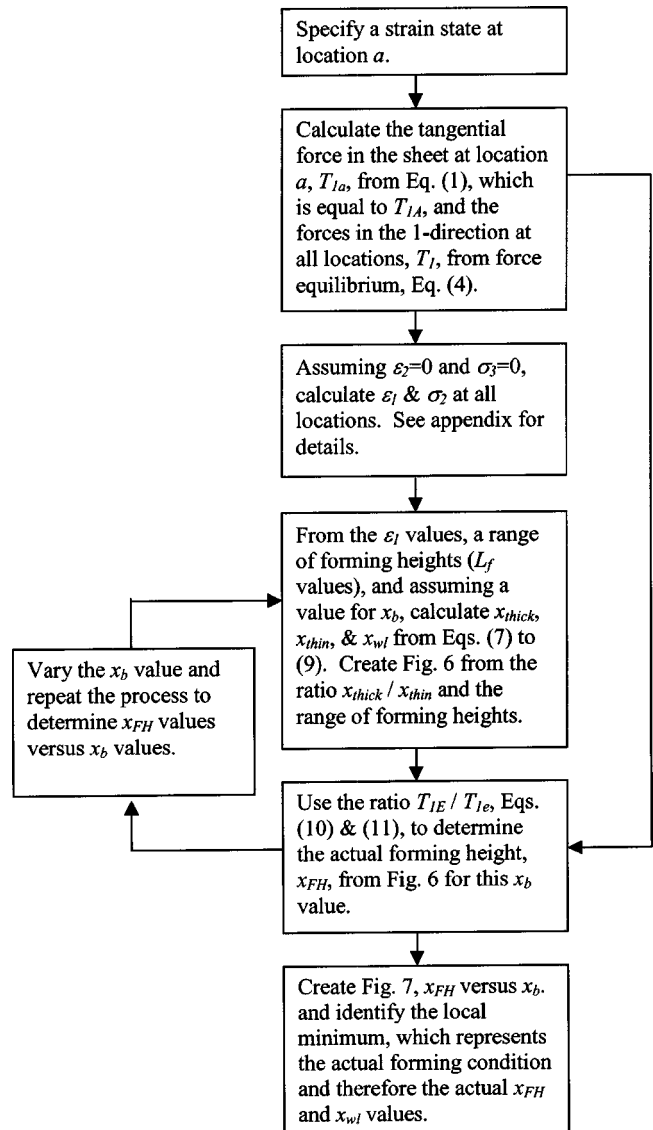 Specify a strain state at
location a.
Calculate the tangential
force in the sheet at location
a, T1a, from Eq. (1), which
is equal to T1A, and the
forces in the 1-direction at
all locations, T1, from force
equilibrium, Eq. (4).
Assuming ε2=0 and σ3=0,
calculate ε1 & σ2 at all
locations. See appendix for
details.
From the ε1 values, a range
of forming heights (Lf
values), and assuming a
value for xb, calculate xthick,
xthin, & xwl from Eqs. (7) to
(9). Create Fig. 6 from the
ratio xthick / xthin and the
range of forming heights.
Vary the xb value and
repeat the process to
determine xFH values
versus xb values.
Use the ratio T1E / T1e, Eqs.
(10) & (11), to determine
the actual forming height,
xFH, from Fig. 6 for this xb
value.
Create Fig. 7, xFH versus xb.
and identify the local
minimum, which represents
the actual forming condition
and therefore the actual xFH
and xwl values.